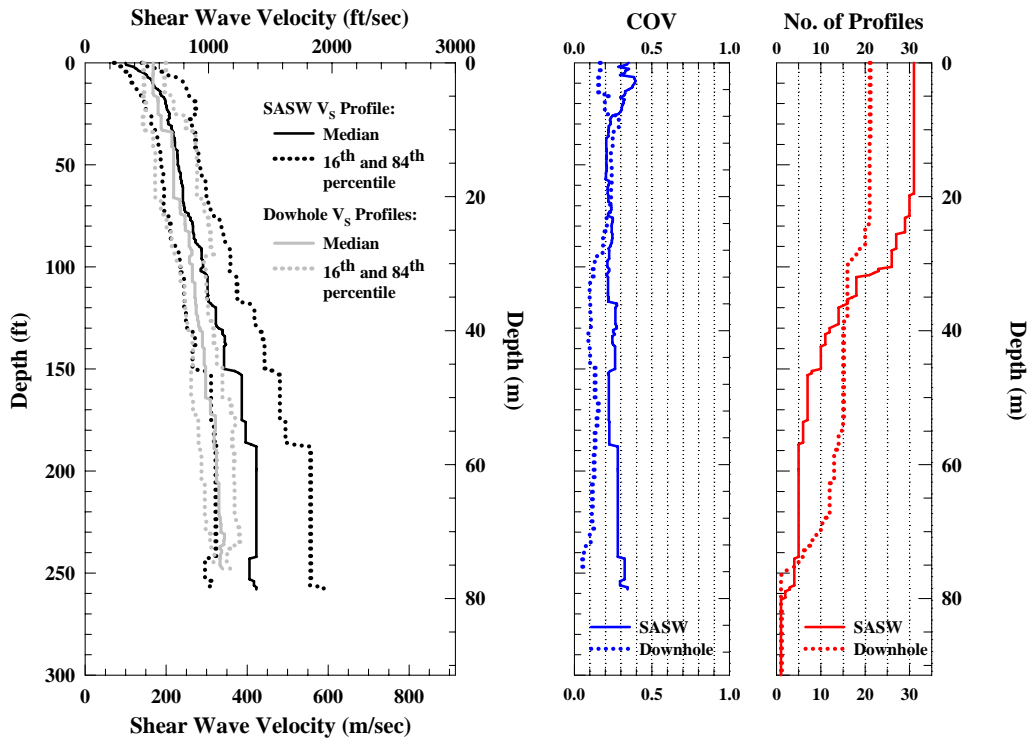 Shear Wave Velocity (ft/sec)
0 1000 2000 3000
0
50
100
150
200
250
300
Depth (ft)
SASW V_S Profile:
Median
16th and 84th
percentile
Dowhole V_S Profiles:
Median
16th and 84th
percentile
0
20
40
60
80
Depth (m)
0 200 400 600 800
Shear Wave Velocity (m/sec)
COV
0.0 0.5 1.0
SASW
Downhole
0.0 0.5 1.0
No. of Profiles
0 10 20 30
0
20
40
60
80
Depth (m)
SASW
Downhole
0 10 20 30